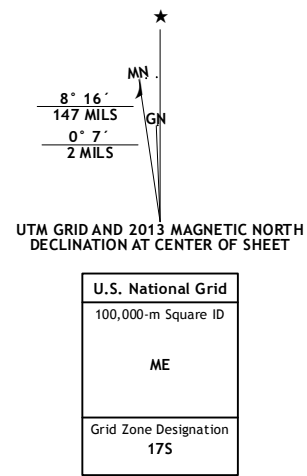 ★
MN
8° 16´
147 MILS
GN
0° 7´
2 MILS
UTM GRID AND 2013 MAGNETIC NORTH
DECLINATION AT CENTER OF SHEET
U.S. National Grid
100,000-m Square ID
ME
Grid Zone Designation
17S